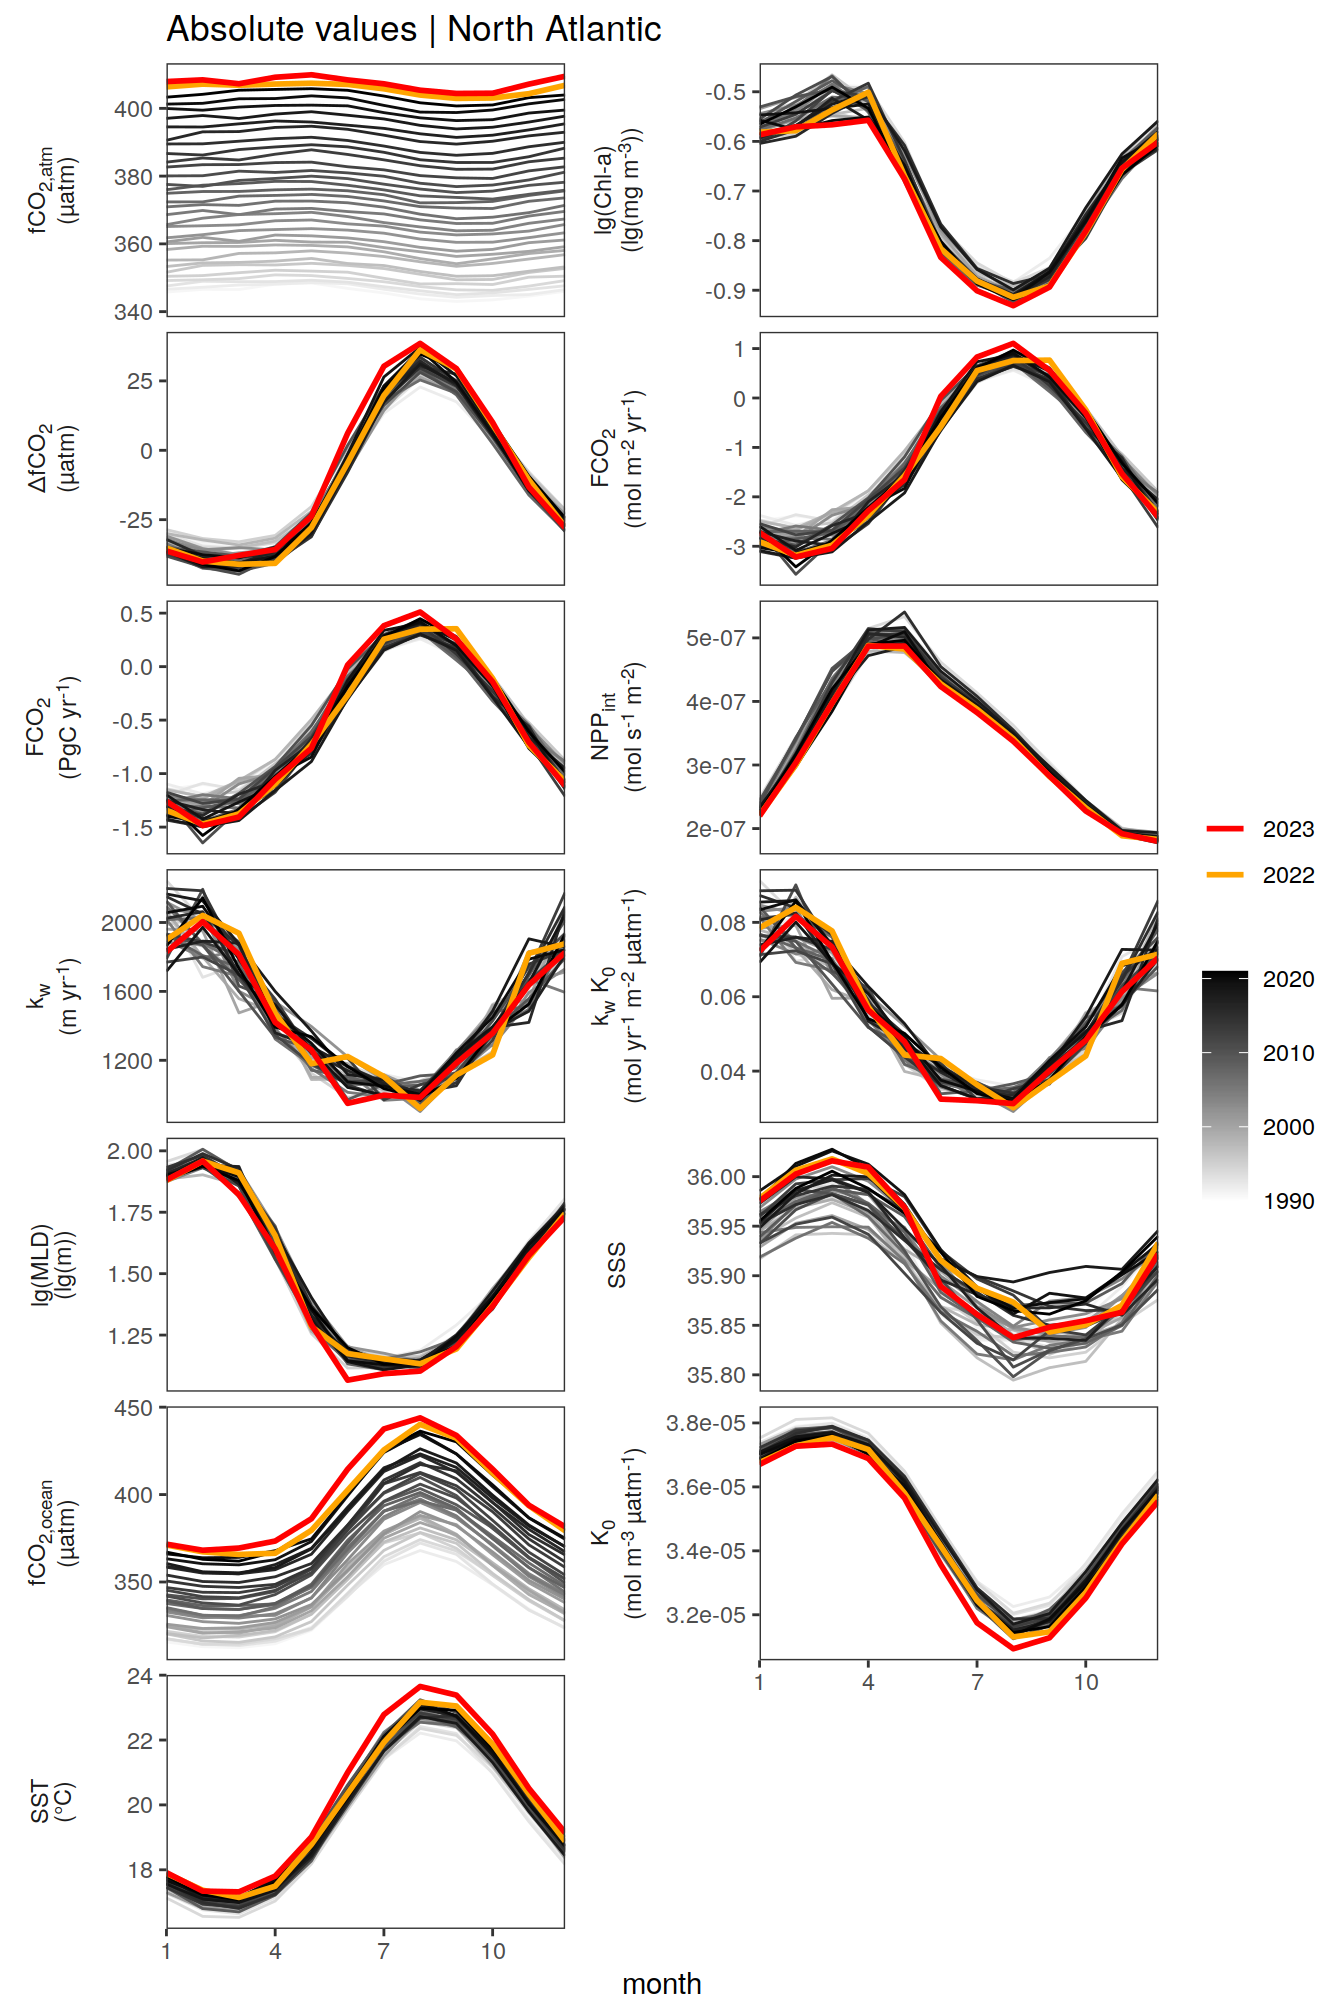 Absolute values | North Atlantic
fCO2,atm
(µatm)
400
380
360
340
lg(Chl-a)
(lg(mg m-3))
-0.5
-0.6
-0.7
-0.8
-0.9
ΔfCO2
(µatm)
25
0
-25
FCO2
(mol m-2 yr-1)
1
0
-1
-2
-3
FCO2
(PgC yr-1)
0.5
0.0
-0.5
-1.0
-1.5
NPPint
(mol s-1 m-2)
5e-07
4e-07
3e-07
2e-07
kw
(m yr-1)
2000
1600
1200
kw K0
(mol yr-1 m-2 µatm-1)
0.08
0.06
0.04
lg(MLD)
(lg(m))
2.00
1.75
1.50
1.25
SSS
36.00
35.95
35.90
35.85
35.80
fCO2,ocean
(µatm)
450
400
350
K0
(mol m-3 µatm-1)
3.8e-05
3.6e-05
3.4e-05
3.2e-05
1 4 7 10
SST
(°C)
24
22
20
18
1 4 7 10
month
2023
2022
2020
2010
2000
1990